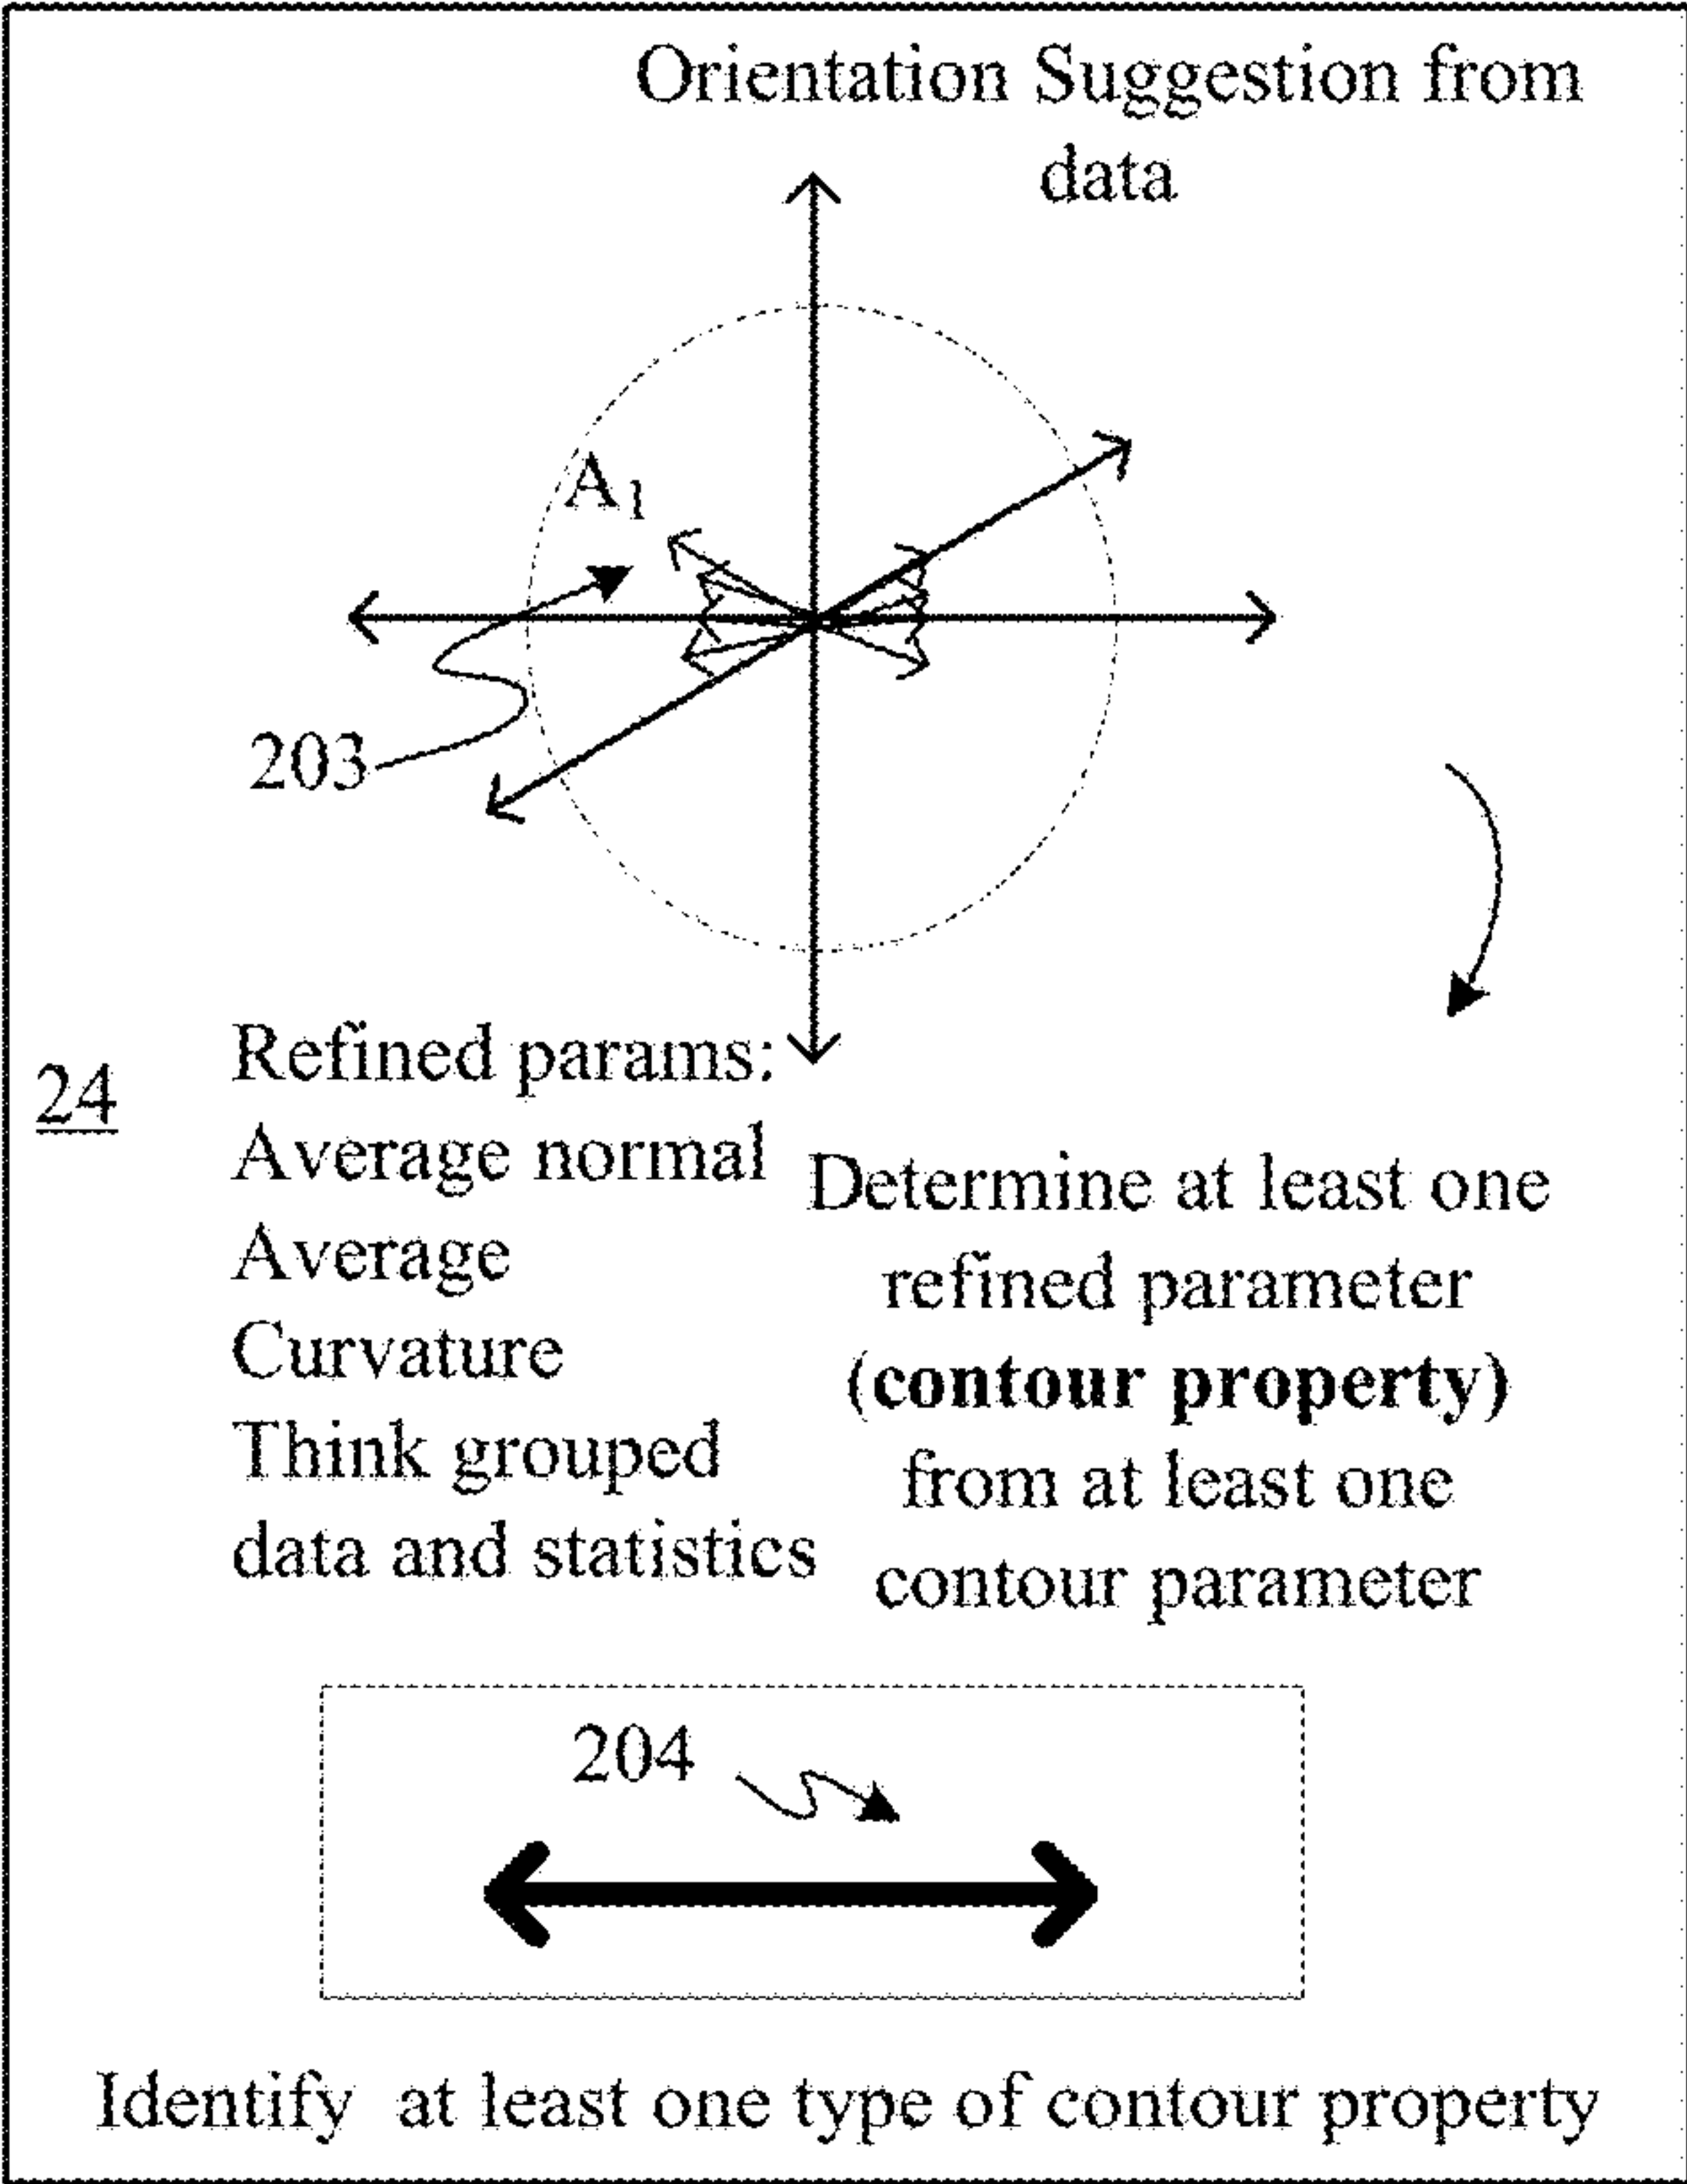 Orientation Suggestion from
data
A1
203
24
Refined params:
Average normal
Average
Curvature
Think grouped
data and statistics
Determine at least one
refined parameter
(contour property)
from at least one
contour parameter
204
Identify at least one type of contour property